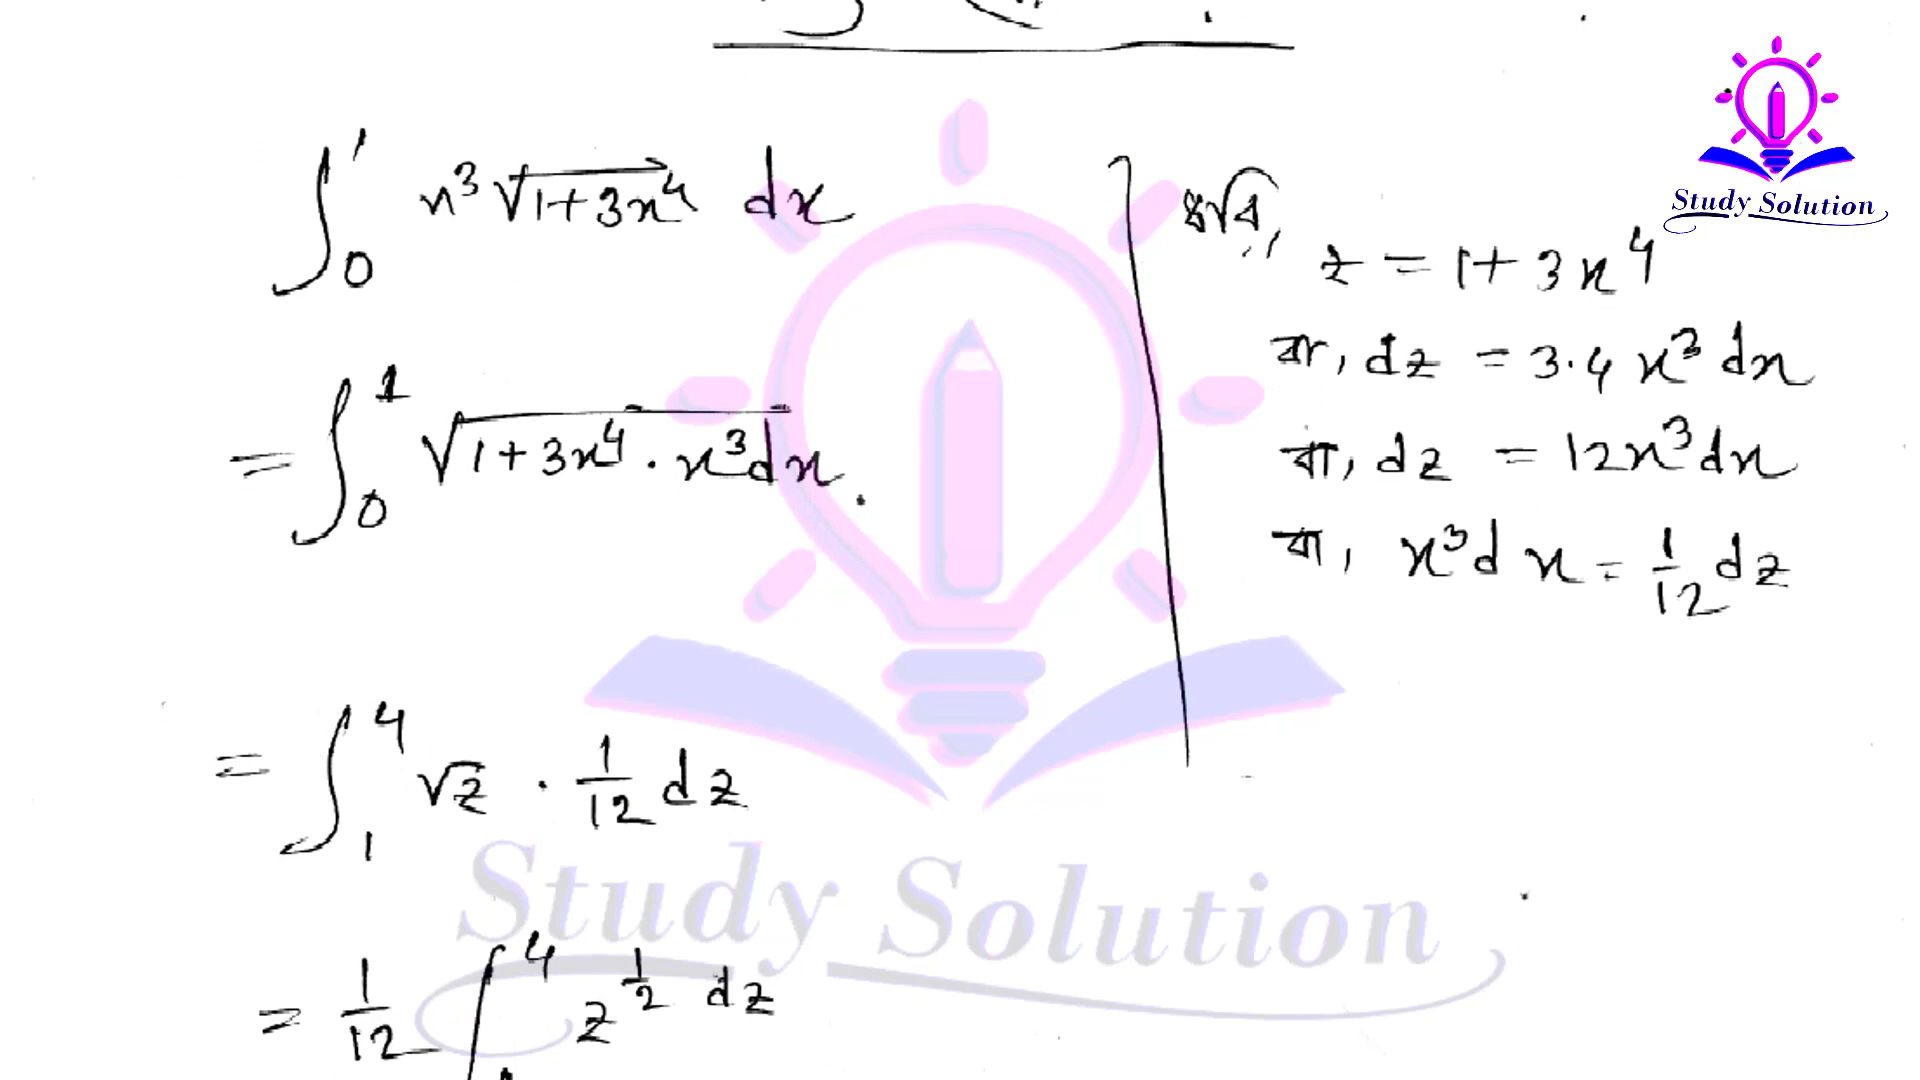 ∫₀¹ x³ √(1+3x⁴) dx
= ∫₀¹ √(1+3x⁴ · x³dx.
= ∫₁⁴ √z · 1/12 dz
= 1/12 ∫⁴ z^(1/2) dz
ধরি,
z = 1+3x⁴
বা, dz = 3.4 x³ dx
বা, dz = 12x³dx
বা, x³dx = 1/12 dz
Study Solution
Study Solution